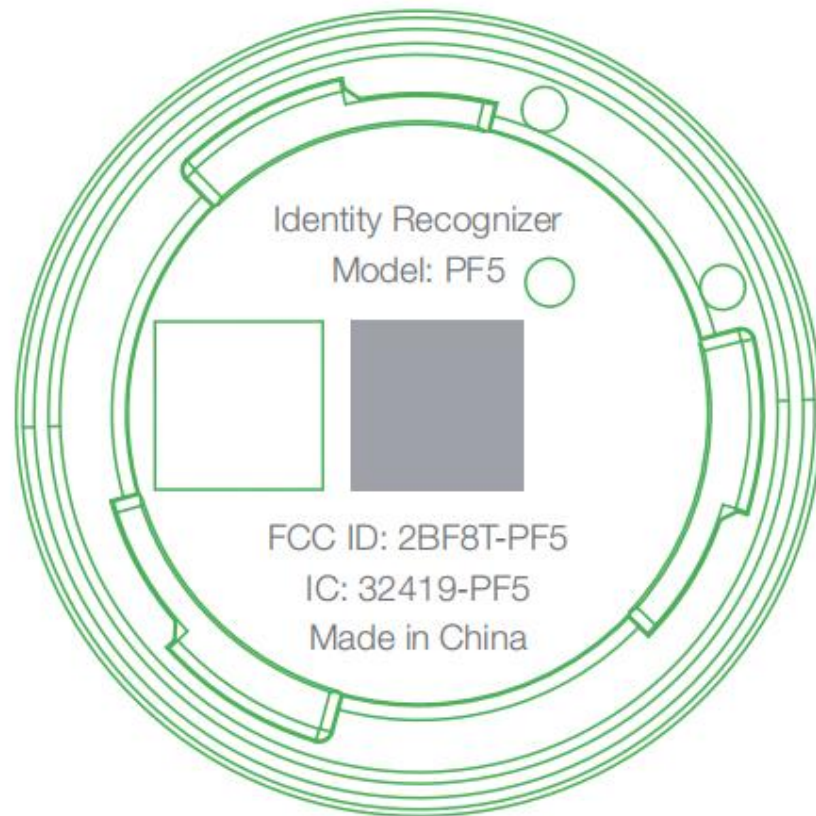 Identity Recognizer
Model: PF5
FCC ID: 2BF8T-PF5
IC: 32419-PF5
Made in China